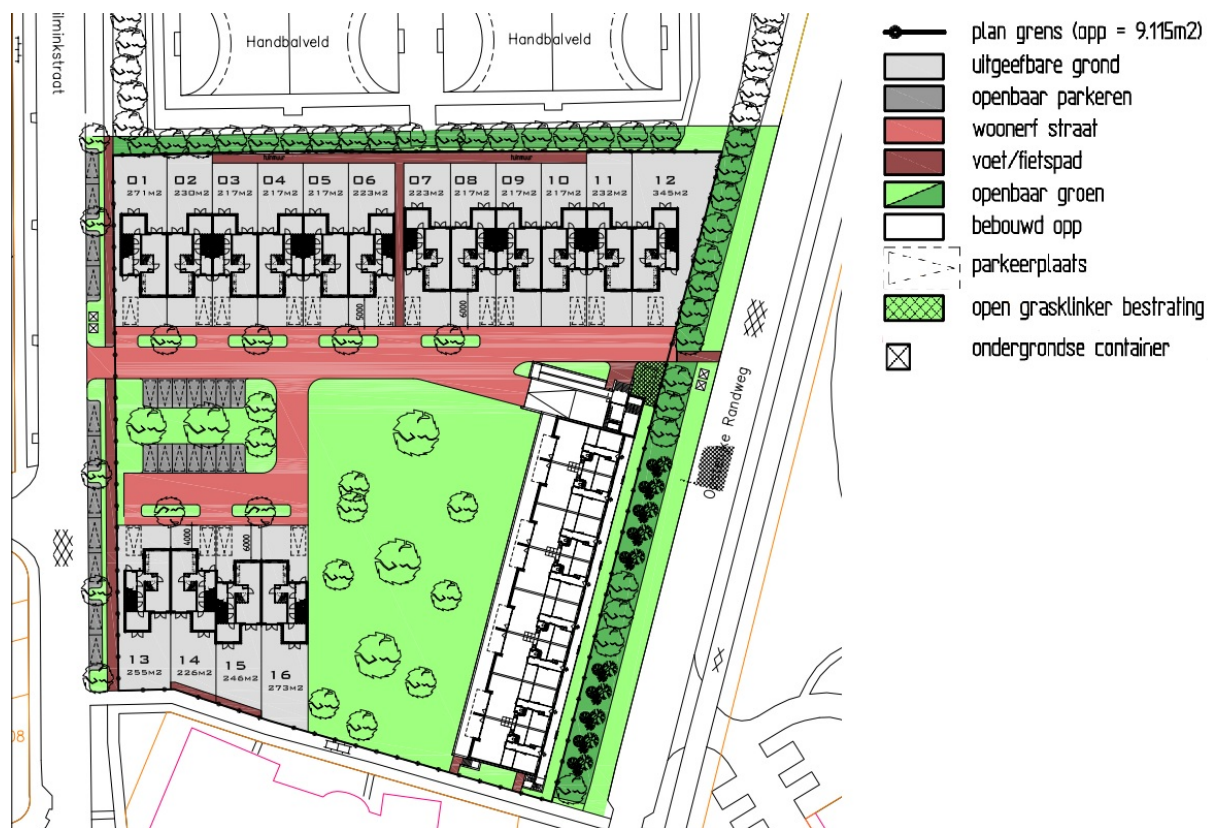 ilminkstraat
Handbalveld
Handbalveld
plan grens (opp = 9.115m2)
uitgeefbare grond
openbaar parkeren
woonerf straat
voet/fietspad
openbaar groen
bebouwd opp
parkeerplaats
open grasklinker bestrating
ondergrondse container
tuinmuur
tuinmuur
01
271M2
02
230M2
03
217M2
04
217M2
05
217M2
06
223M2
07
223M2
08
217M2
09
217M2
10
217M2
11
232M2
12
345M2
5000
6000
Randweg
4000
6000
13
255M2
14
226M2
15
246M2
16
273M2
08